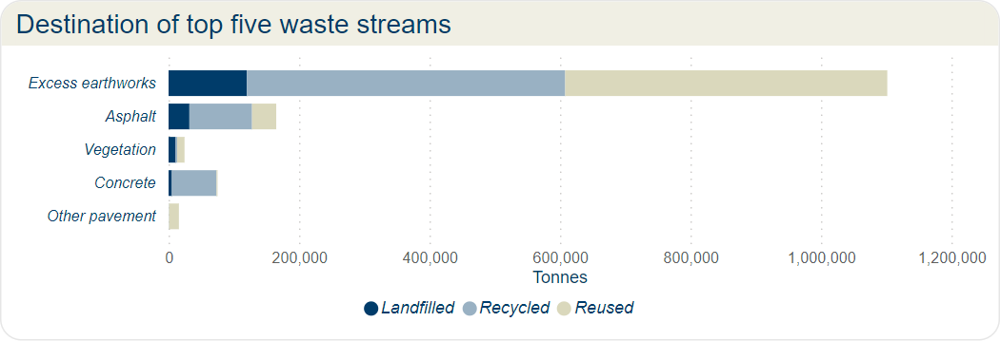 Destination of top five waste streams
Excess earthworks
Asphalt
Vegetation
Concrete
Other pavement
0 200,000 400,000 600,000 800,000 1,000,000 1,200,000
Tonnes
Landfilled Recycled Reused